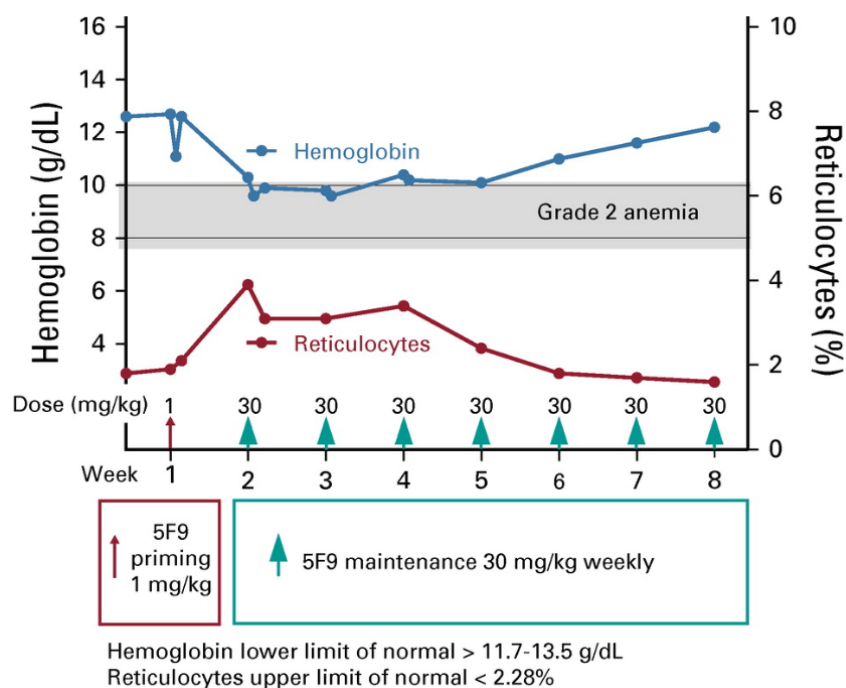 16
14
12
10
8
6
4
Hemoglobin (g/dL)
10
8
6
4
2
0
Reticulocytes (%)
Hemoglobin
Grade 2 anemia
Reticulocytes
Dose (mg/kg) 1 30 30 30 30 30 30 30
Week 1 2 3 4 5 6 7 8
5F9
priming
1 mg/kg
5F9 maintenance 30 mg/kg weekly
Hemoglobin lower limit of normal > 11.7-13.5 g/dL
Reticulocytes upper limit of normal < 2.28%